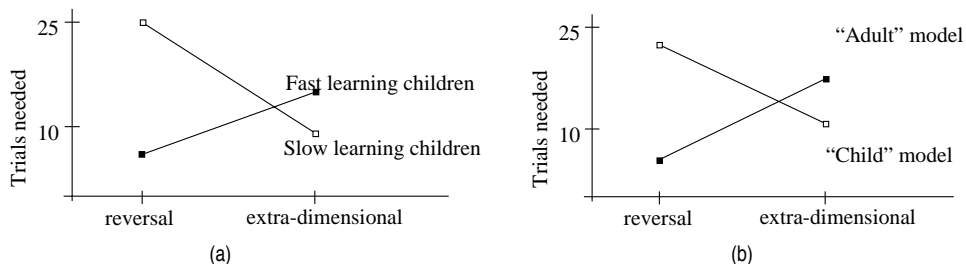 25
10
Trials needed
Fast learning children
Slow learning children
reversal
extra-dimensional
(a)
25
10
Trials needed
“Adult” model
“Child” model
reversal
extra-dimensional
(b)